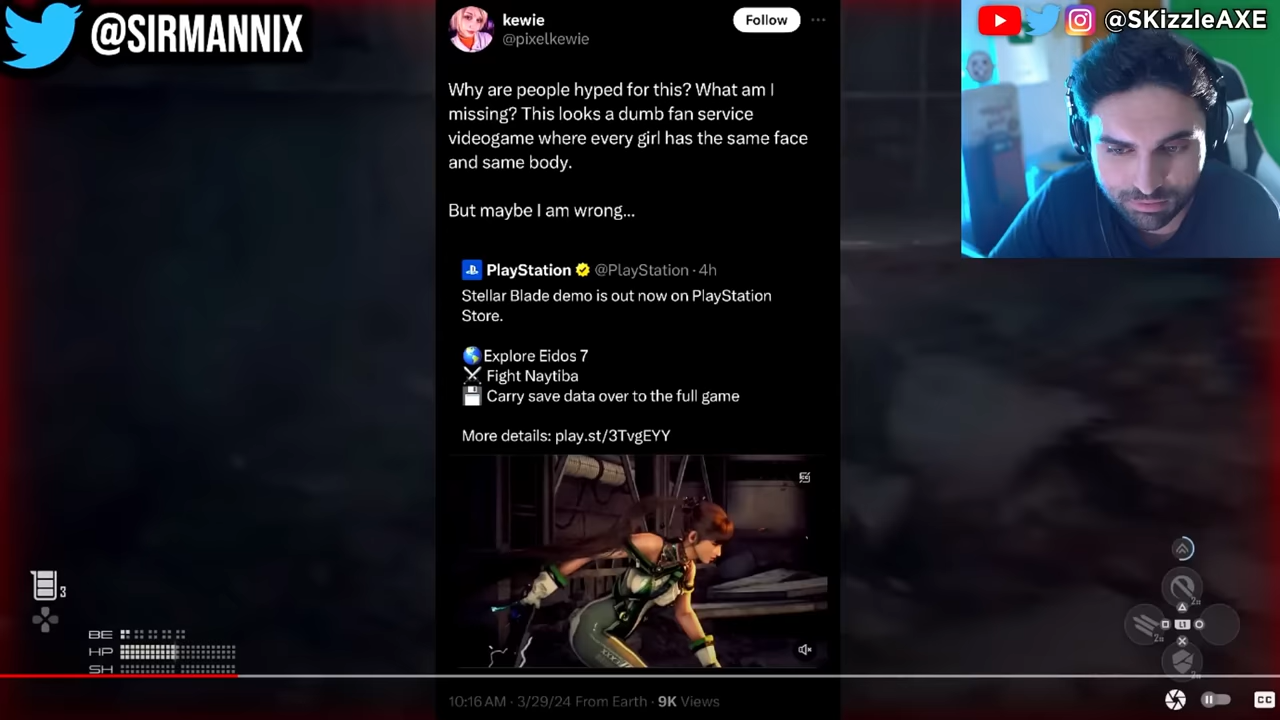 @SIRMANNIX
kewie
@pixelkewie
Follow
@SKizzleAXE
Why are people hyped for this? What am I
missing? This looks a dumb fan service
videogame where every girl has the same face
and same body.
But maybe I am wrong...
PlayStation @PlayStation · 4h
Stellar Blade demo is out now on PlayStation
Store.
🌎Explore Eidos 7
⚔ Fight Naytiba
💾 Carry save data over to the full game
More details: play.st/3TvgEYY
3
BE
HP
SH
2x
2x
L1
10:16 AM · 3/29/24 From Earth · 9K Views
CC